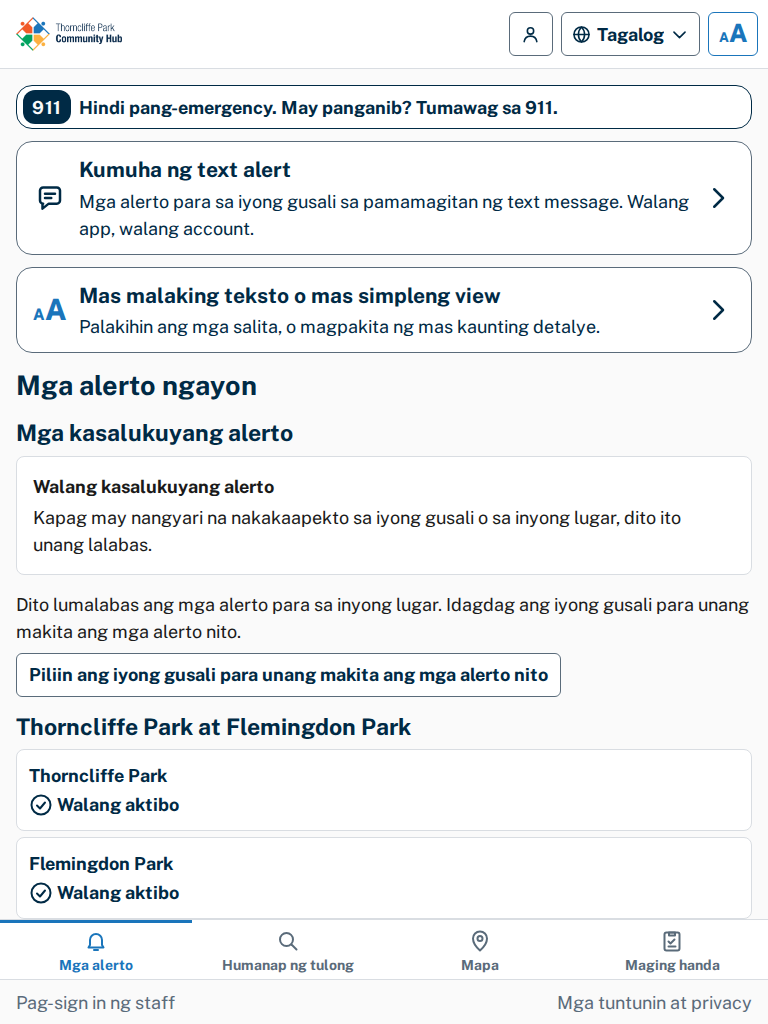 Thorncliffe Park
Community Hub
Tagalog
AA
911 Hindi pang-emergency. May panganib? Tumawag sa 911.
Kumuha ng text alert
Mga alerto para sa iyong gusali sa pamamagitan ng text message. Walang
app, walang account.
AA
Mas malaking teksto o mas simpleng view
Palakihin ang mga salita, o magpakita ng mas kaunting detalye.
Mga alerto ngayon
Mga kasalukuyang alerto
Walang kasalukuyang alerto
Kapag may nangyari na nakakaapekto sa iyong gusali o sa inyong lugar, dito ito
unang lalabas.
Dito lumalabas ang mga alerto para sa inyong lugar. Idagdag ang iyong gusali para unang
makita ang mga alerto nito.
Piliin ang iyong gusali para unang makita ang mga alerto nito
Thorncliffe Park at Flemingdon Park
Thorncliffe Park
Walang aktibo
Flemingdon Park
Walang aktibo
Mga alerto
Humanap ng tulong
Mapa
Maging handa
Pag-sign in ng staff
Mga tuntunin at privacy